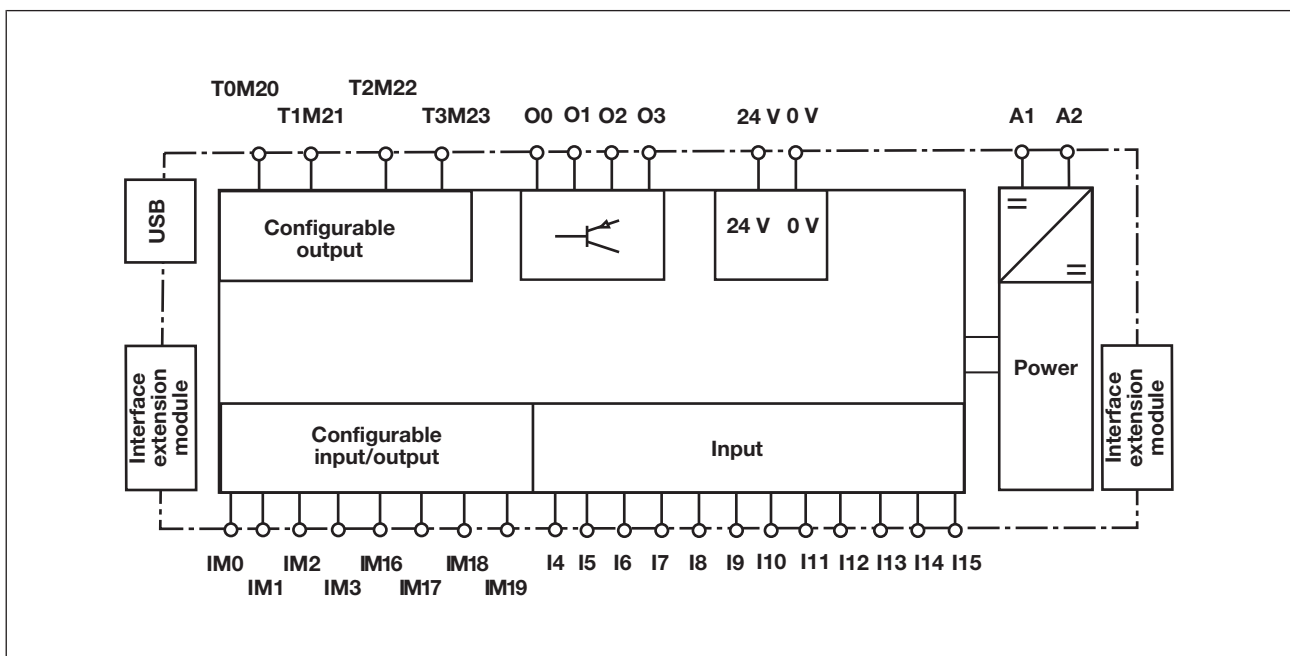 T0M20
T2M22
T1M21
T3M23
O0 O1 O2 O3
24 V 0 V
A1 A2
USB
Configurable
output
24 V 0 V
Interface
extension
module
Power
Interface
extension
module
Configurable
input/output
Input
IM0
IM2
IM16
IM18
I4 I5 I6 I7 I8 I9 I10 I11 I12 I13 I14 I15
IM1
IM3
IM17
IM19